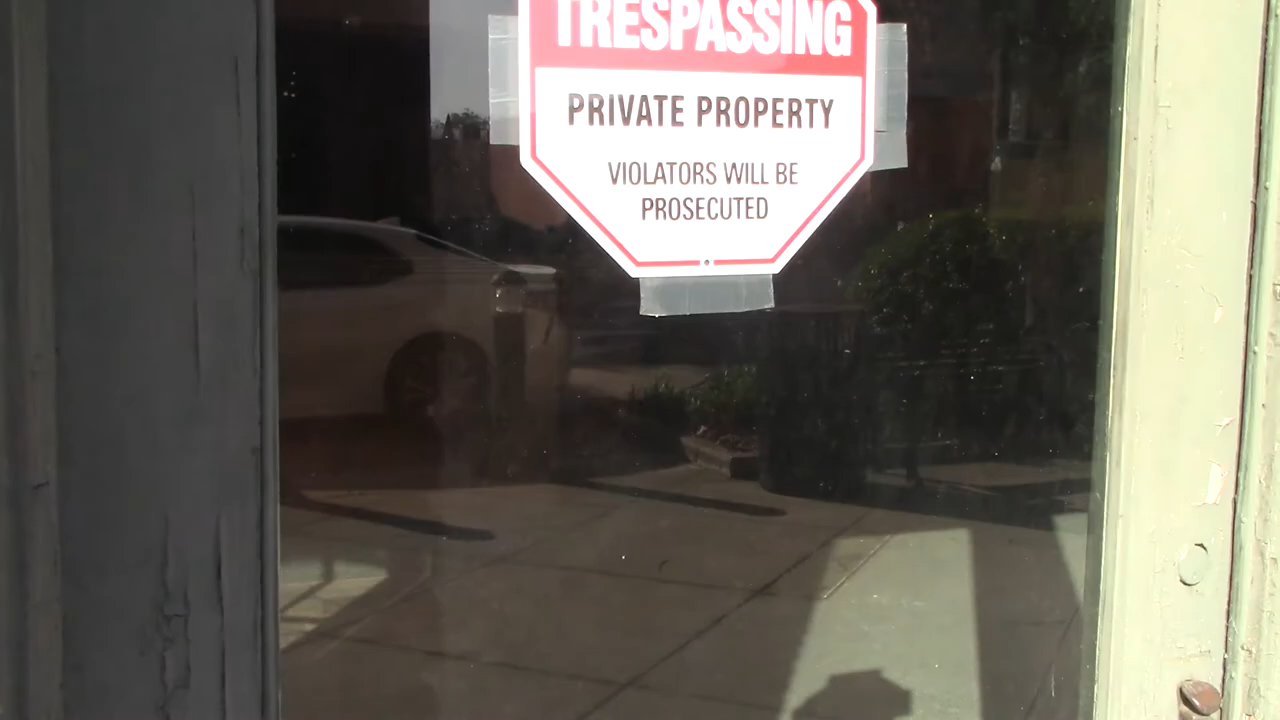 TRESPASSING
PRIVATE PROPERTY
VIOLATORS WILL BE
PROSECUTED